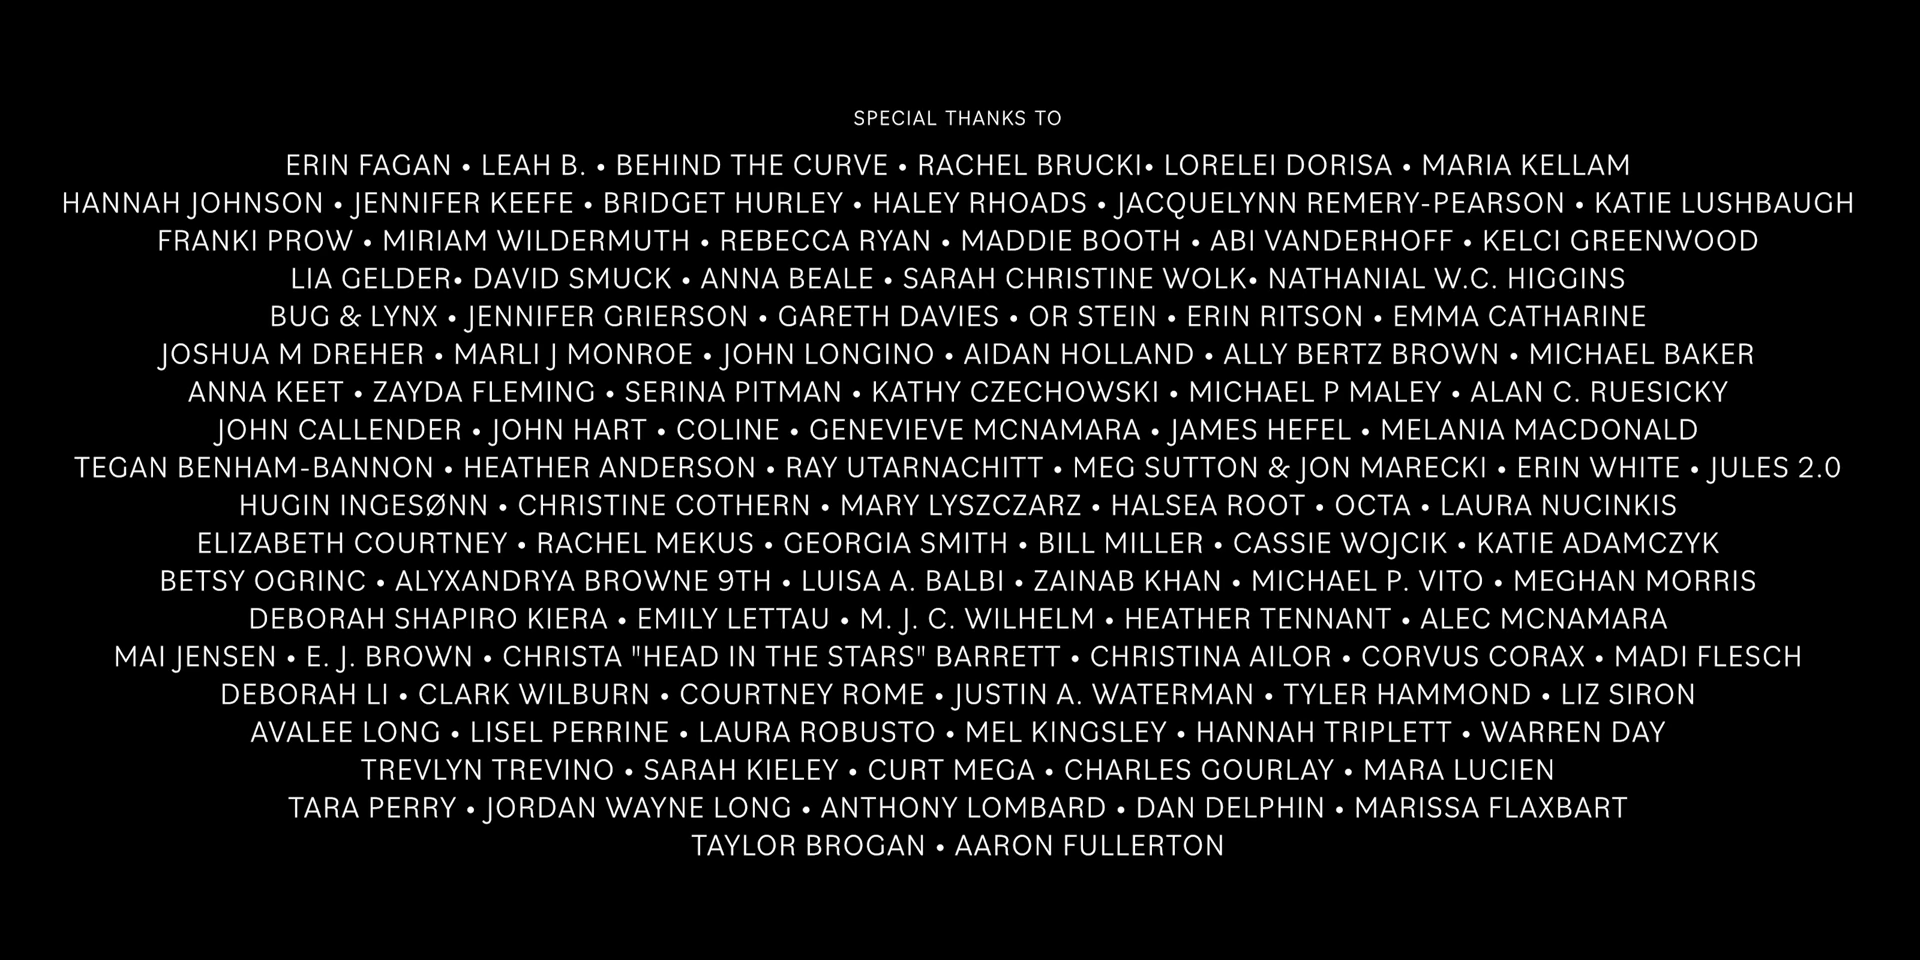 SPECIAL THANKS TO
ERIN FAGAN • LEAH B. • BEHIND THE CURVE • RACHEL BRUCKI• LORELEI DORISA • MARIA KELLAM
HANNAH JOHNSON • JENNIFER KEEFE • BRIDGET HURLEY • HALEY RHOADS • JACQUELYNN REMERY-PEARSON • KATIE LUSHBAUGH
FRANKI PROW • MIRIAM WILDERMUTH • REBECCA RYAN • MADDIE BOOTH • ABI VANDERHOFF • KELCI GREENWOOD
LIA GELDER• DAVID SMUCK • ANNA BEALE • SARAH CHRISTINE WOLK• NATHANIAL W.C. HIGGINS
BUG & LYNX • JENNIFER GRIERSON • GARETH DAVIES • OR STEIN • ERIN RITSON • EMMA CATHARINE
JOSHUA M DREHER • MARLI J MONROE • JOHN LONGINO • AIDAN HOLLAND • ALLY BERTZ BROWN • MICHAEL BAKER
ANNA KEET • ZAYDA FLEMING • SERINA PITMAN • KATHY CZECHOWSKI • MICHAEL P MALEY • ALAN C. RUESICKY
JOHN CALLENDER • JOHN HART • COLINE • GENEVIEVE MCNAMARA • JAMES HEFEL • MELANIA MACDONALD
TEGAN BENHAM-BANNON • HEATHER ANDERSON • RAY UTARNACHITT • MEG SUTTON & JON MARECKI • ERIN WHITE • JULES 2.0
HUGIN INGESØNN • CHRISTINE COTHERN • MARY LYSZCZARZ • HALSEA ROOT • OCTA • LAURA NUCINKIS
ELIZABETH COURTNEY • RACHEL MEKUS • GEORGIA SMITH • BILL MILLER • CASSIE WOJCIK • KATIE ADAMCZYK
BETSY OGRINC • ALYXANDRYA BROWNE 9TH • LUISA A. BALBI • ZAINAB KHAN • MICHAEL P. VITO • MEGHAN MORRIS
DEBORAH SHAPIRO KIERA • EMILY LETTAU • M. J. C. WILHELM • HEATHER TENNANT • ALEC MCNAMARA
MAI JENSEN • E. J. BROWN • CHRISTA "HEAD IN THE STARS" BARRETT • CHRISTINA AILOR • CORVUS CORAX • MADI FLESCH
DEBORAH LI • CLARK WILBURN • COURTNEY ROME • JUSTIN A. WATERMAN • TYLER HAMMOND • LIZ SIRON
AVALEE LONG • LISEL PERRINE • LAURA ROBUSTO • MEL KINGSLEY • HANNAH TRIPLETT • WARREN DAY
TREVLYN TREVINO • SARAH KIELEY • CURT MEGA • CHARLES GOURLAY • MARA LUCIEN
TARA PERRY • JORDAN WAYNE LONG • ANTHONY LOMBARD • DAN DELPHIN • MARISSA FLAXBART
TAYLOR BROGAN • AARON FULLERTON